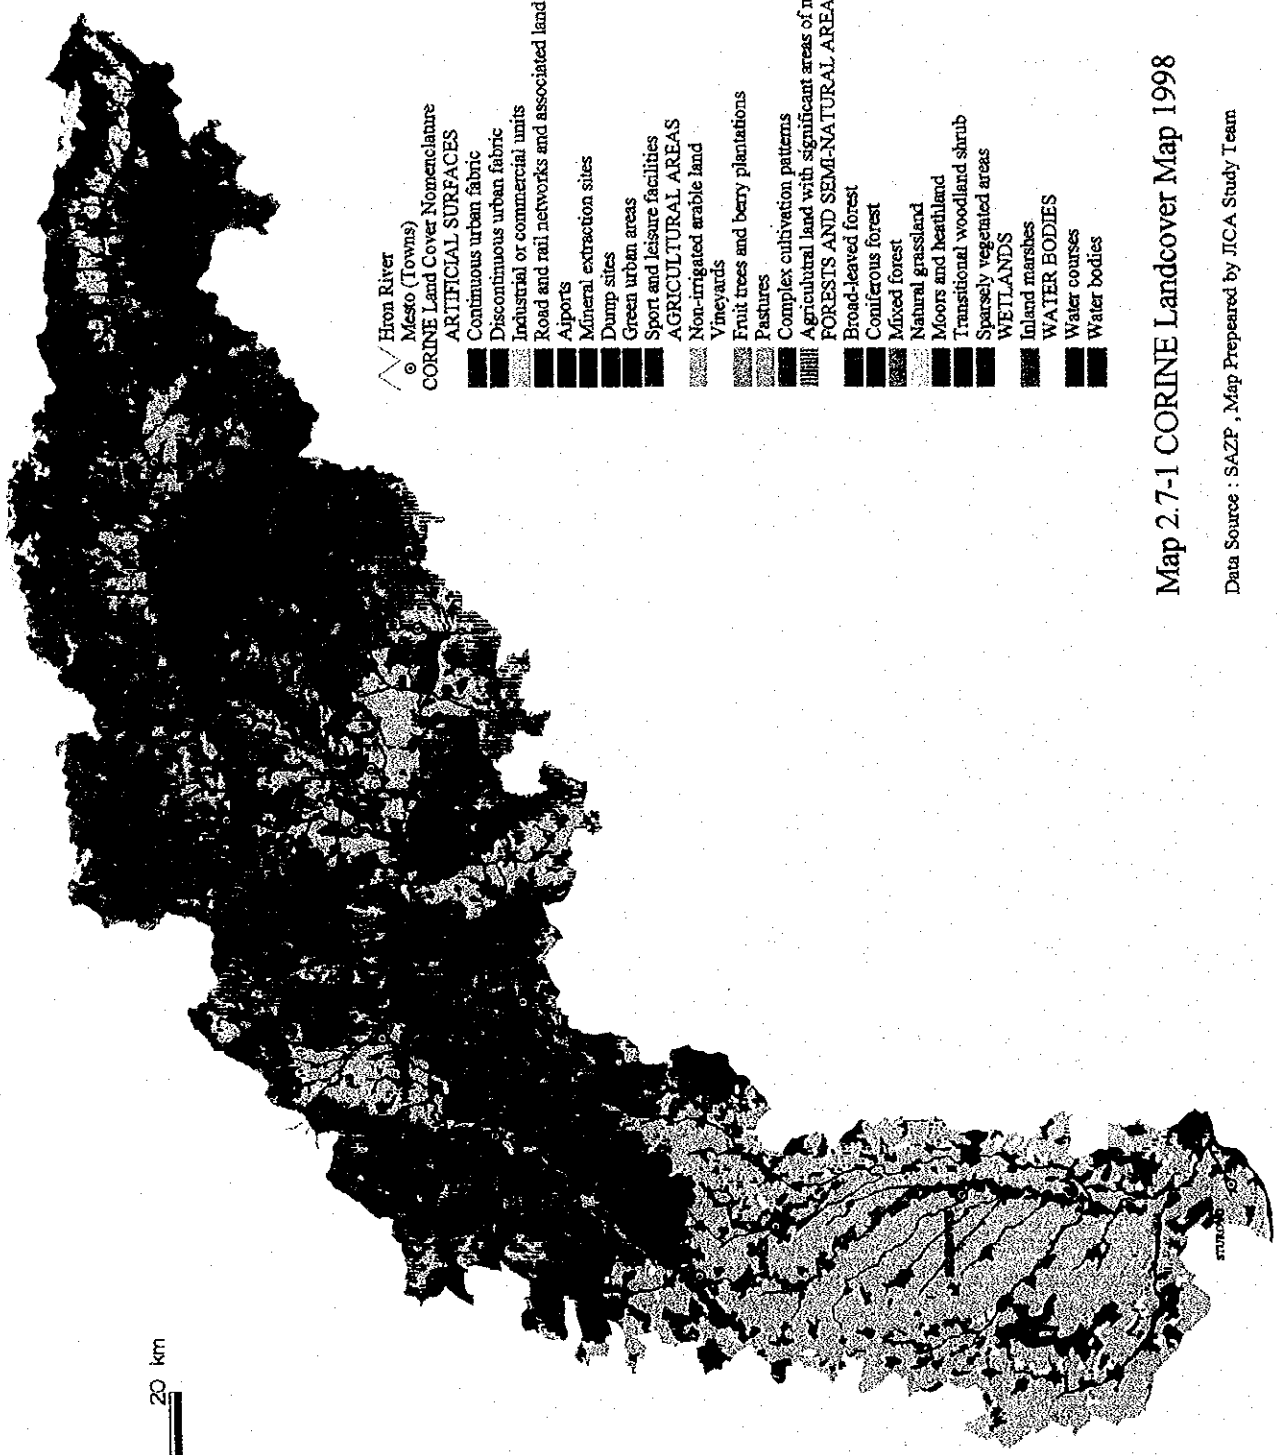 20 km
Hron River
Mesto (Towns)
CORINE Land Cover Nomenclature
ARTIFICIAL SURFACES
Continuous urban fabric
Discontinuous urban fabric
Industrial or commercial units
Road and rail networks and associated land
Aiports
Mineral extraction sites
Dump sites
Green urban areas
Sport and leisure facilities
AGRICULTURAL AREAS
Non-irrigated arable land
Vineyards
Fruit trees and berry plantations
Pastures
Complex cultivation patterns
Agriculutral land with significant areas of n
FORESTS AND SEMI-NATURAL AREA
Broad-leaved forest
Coniferous forest
Mixed forest
Natural grassland
Moors and heathland
Transitional woodland shrub
Sparsely vegetated areas
WETLANDS
Inland marshes
WATER BODIES
Water courses
Water bodies
STUROVO
Map 2.7-1 CORINE Landcover Map 1998
Data Source : SAZP , Map Prepeared by JICA Study Team